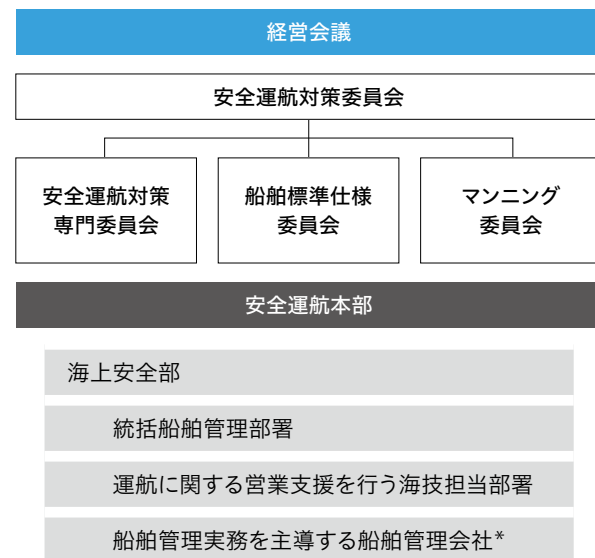 経営会議
安全運航対策委員会
安全運航対策
専門委員会
船舶標準仕様
委員会
マンニング
委員会
安全運航本部
海上安全部
統括船舶管理部署
運航に関する営業支援を行う海技担当部署
船舶管理実務を主導する船舶管理会社*